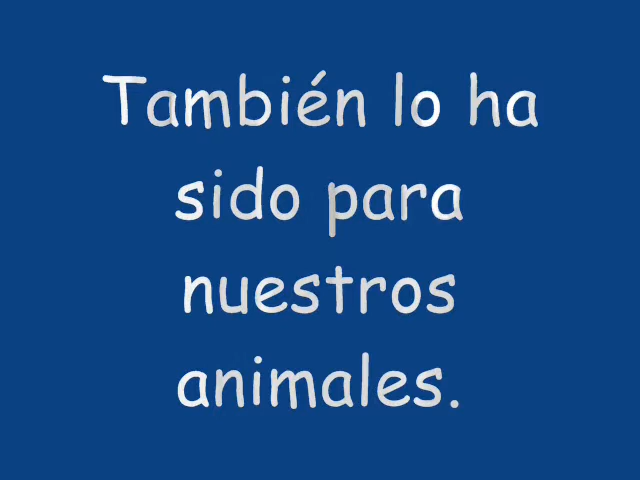 También lo ha
sido para
nuestros
animales.